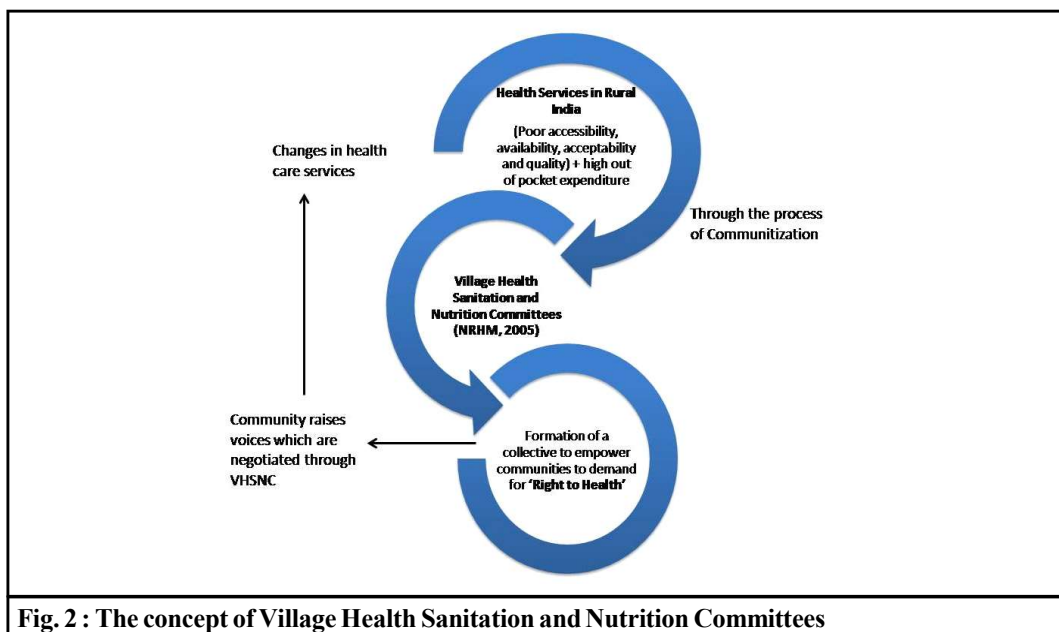 Health Services in Rural
India
(Poor accessibility,
availability, acceptability
and quality) + high out
of pocket expenditure
Changes in health
care services
Through the process
of Communitization
Village Health
Sanitation and
Nutrition Committees
(NRHM, 2005)
Community raises
voices which are
negotiated through
VHSNC
Formation of a
collective to empower
communities to demand
for ‘Right to Health’
Fig. 2 : The concept of Village Health Sanitation and Nutrition Committees